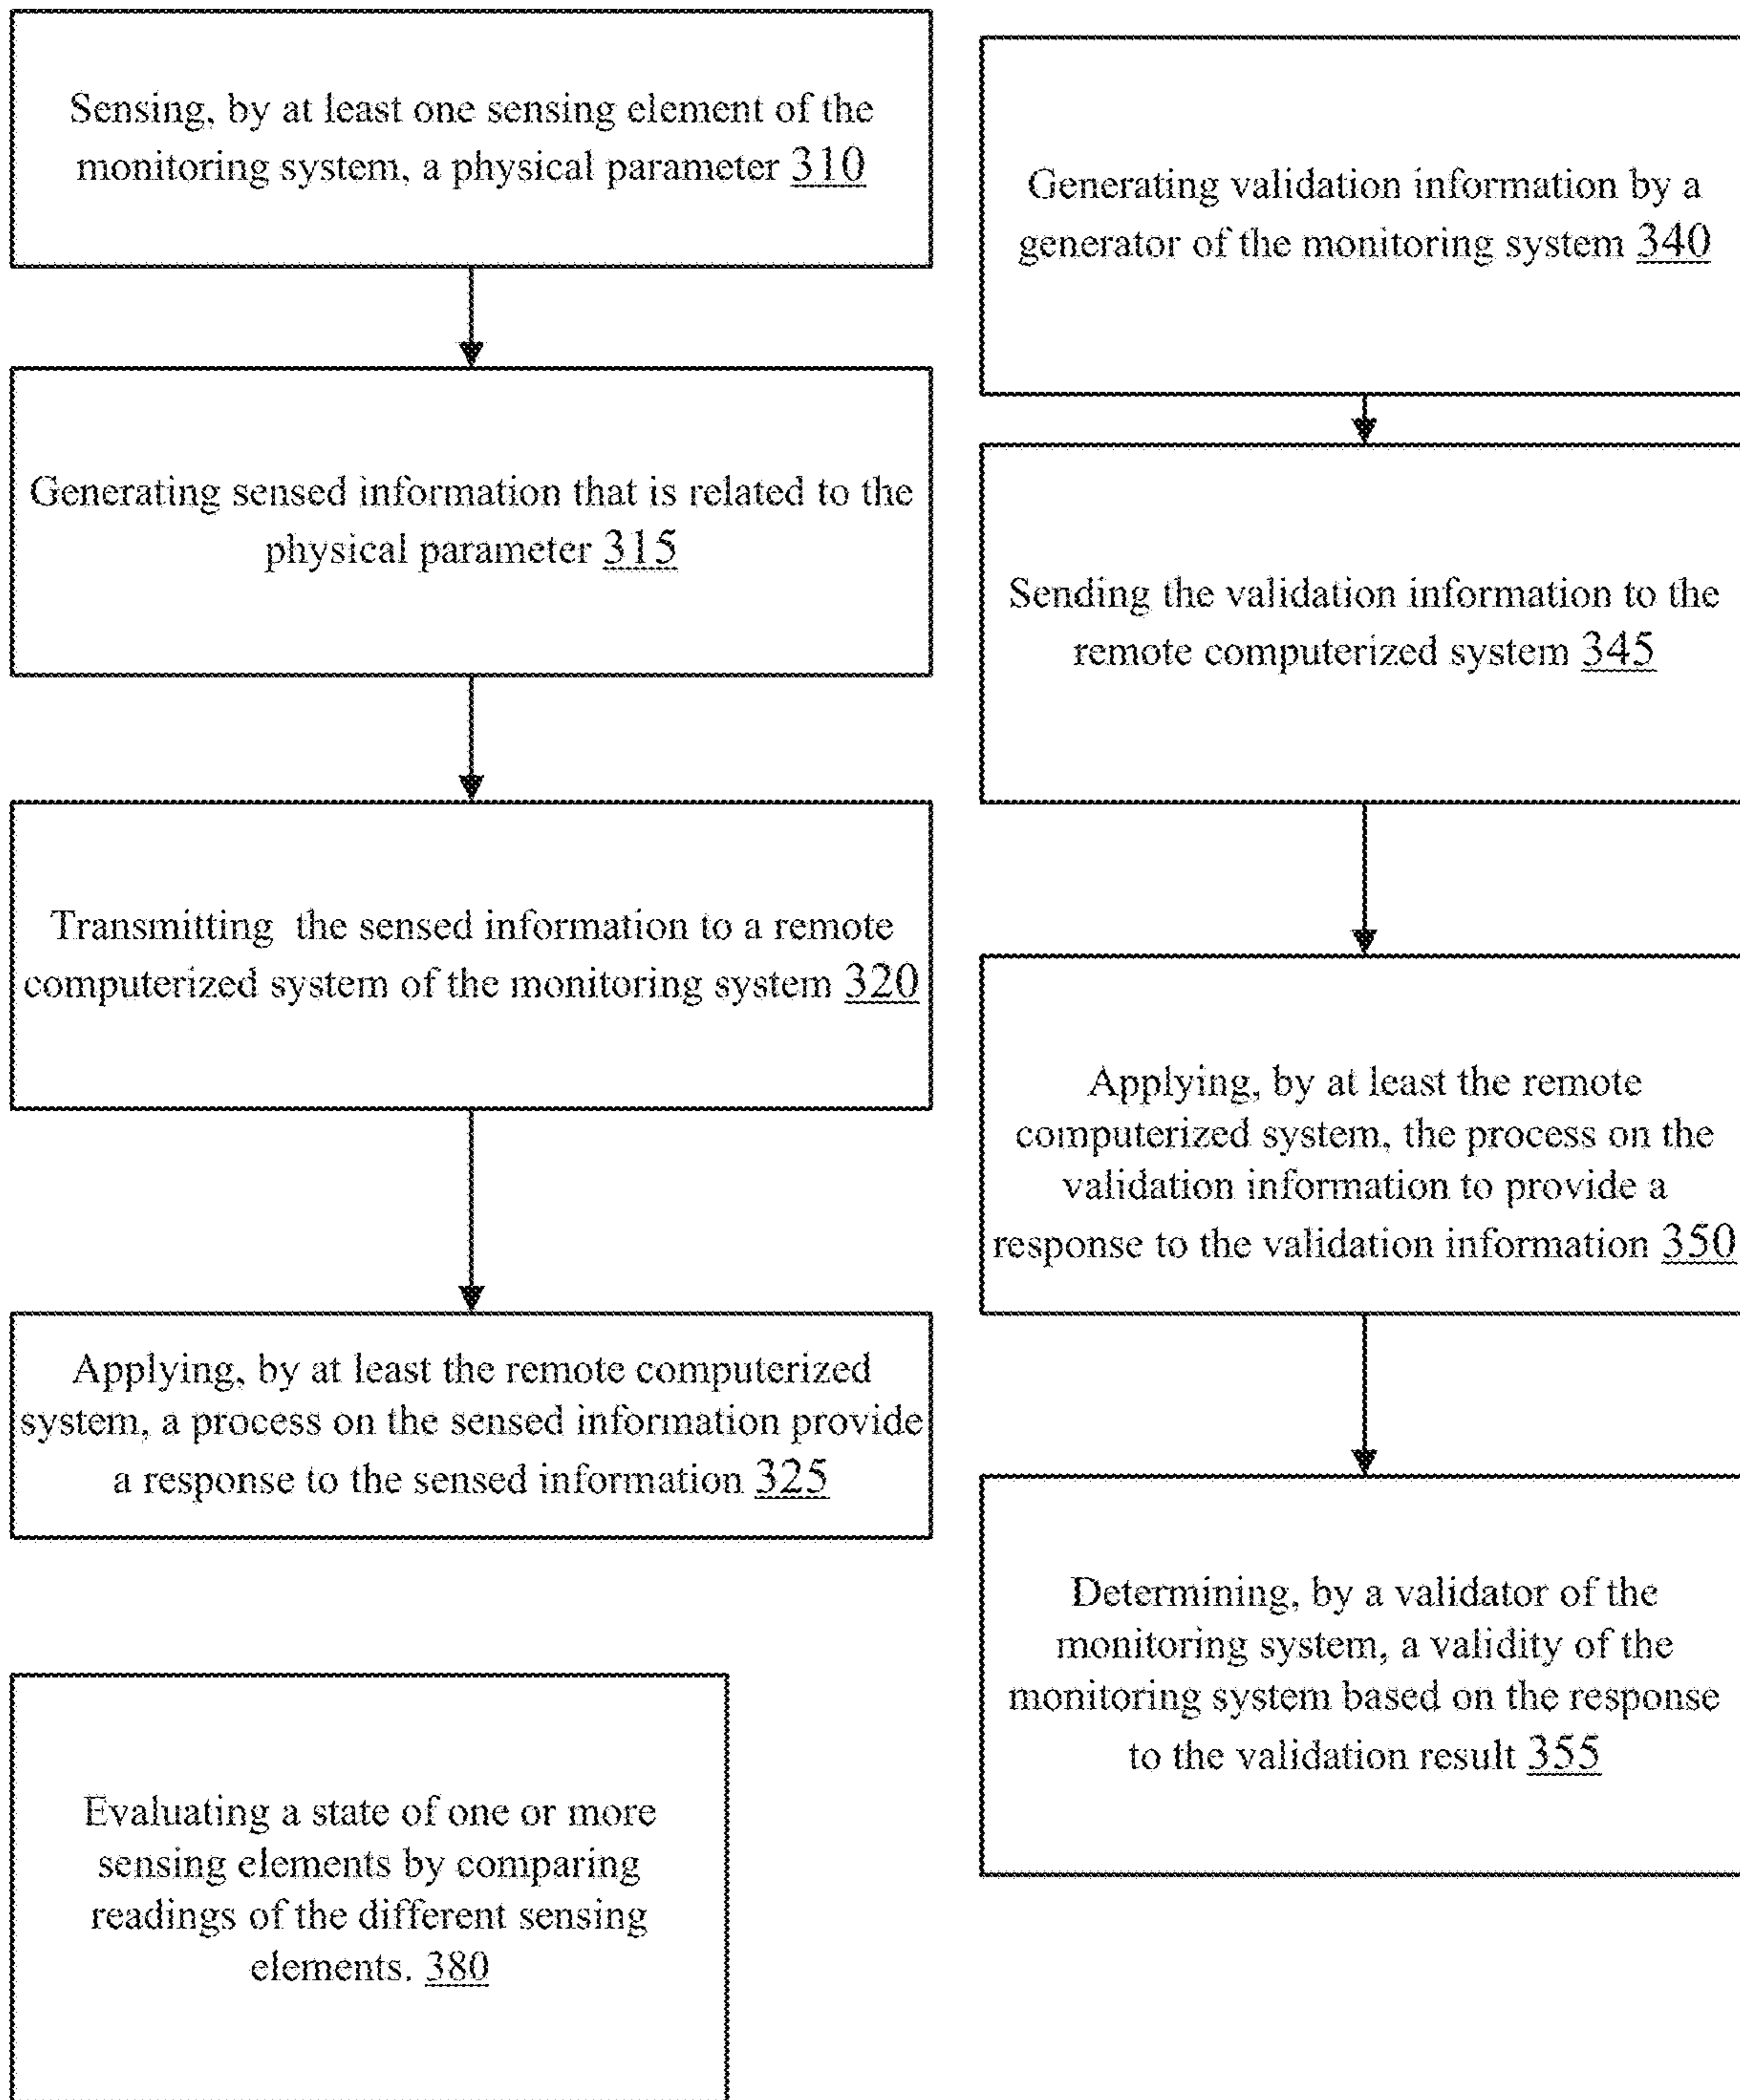 Sensing, by at least one sensing element of the
monitoring system, a physical parameter 310
Generating sensed information that is related to the
physical parameter 315
Transmitting the sensed information to a remote
computerized system of the monitoring system 320
Applying, by at least the remote computerized
system, a process on the sensed information provide
a response to the sensed information 325
Evaluating a state of one or more
sensing elements by comparing
readings of the different sensing
elements. 380
Generating validation information by a
generator of the monitoring system 340
Sending the validation information to the
remote computerized system 345
Applying, by at least the remote
computerized system, the process on the
validation information to provide a
response to the validation information 350
Determining, by a validator of the
monitoring system, a validity of the
monitoring system based on the response
to the validation result 355